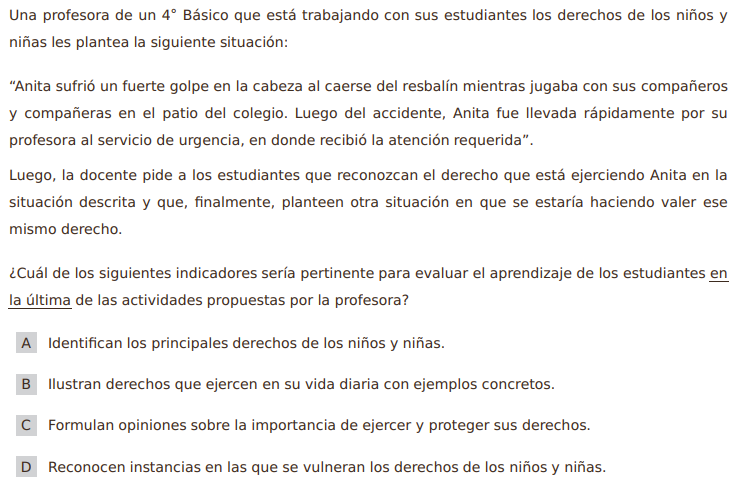 Una profesora de un 4° Básico que está trabajando con sus estudiantes los derechos de los niños y
niñas les plantea la siguiente situación:
“Anita sufrió un fuerte golpe en la cabeza al caerse del resbalín mientras jugaba con sus compañeros
y compañeras en el patio del colegio. Luego del accidente, Anita fue llevada rápidamente por su
profesora al servicio de urgencia, en donde recibió la atención requerida”.
Luego, la docente pide a los estudiantes que reconozcan el derecho que está ejerciendo Anita en la
situación descrita y que, finalmente, planteen otra situación en que se estaría haciendo valer ese
mismo derecho.
¿Cuál de los siguientes indicadores sería pertinente para evaluar el aprendizaje de los estudiantes en
la última de las actividades propuestas por la profesora?
A Identifican los principales derechos de los niños y niñas.
B Ilustran derechos que ejercen en su vida diaria con ejemplos concretos.
C Formulan opiniones sobre la importancia de ejercer y proteger sus derechos.
D Reconocen instancias en las que se vulneran los derechos de los niños y niñas.